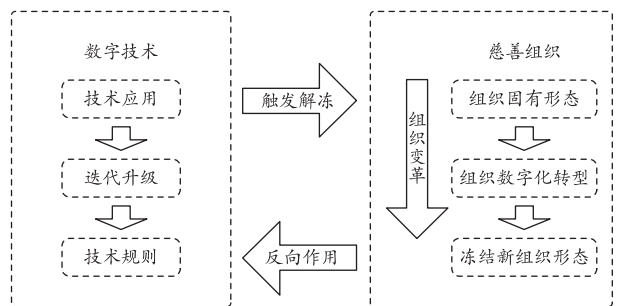 数字技术
技术应用
迭代升级
技术规则
触发解冻
反向作用
慈善组织
组织变革
组织固有形态
组织数字化转型
冻结新组织形态